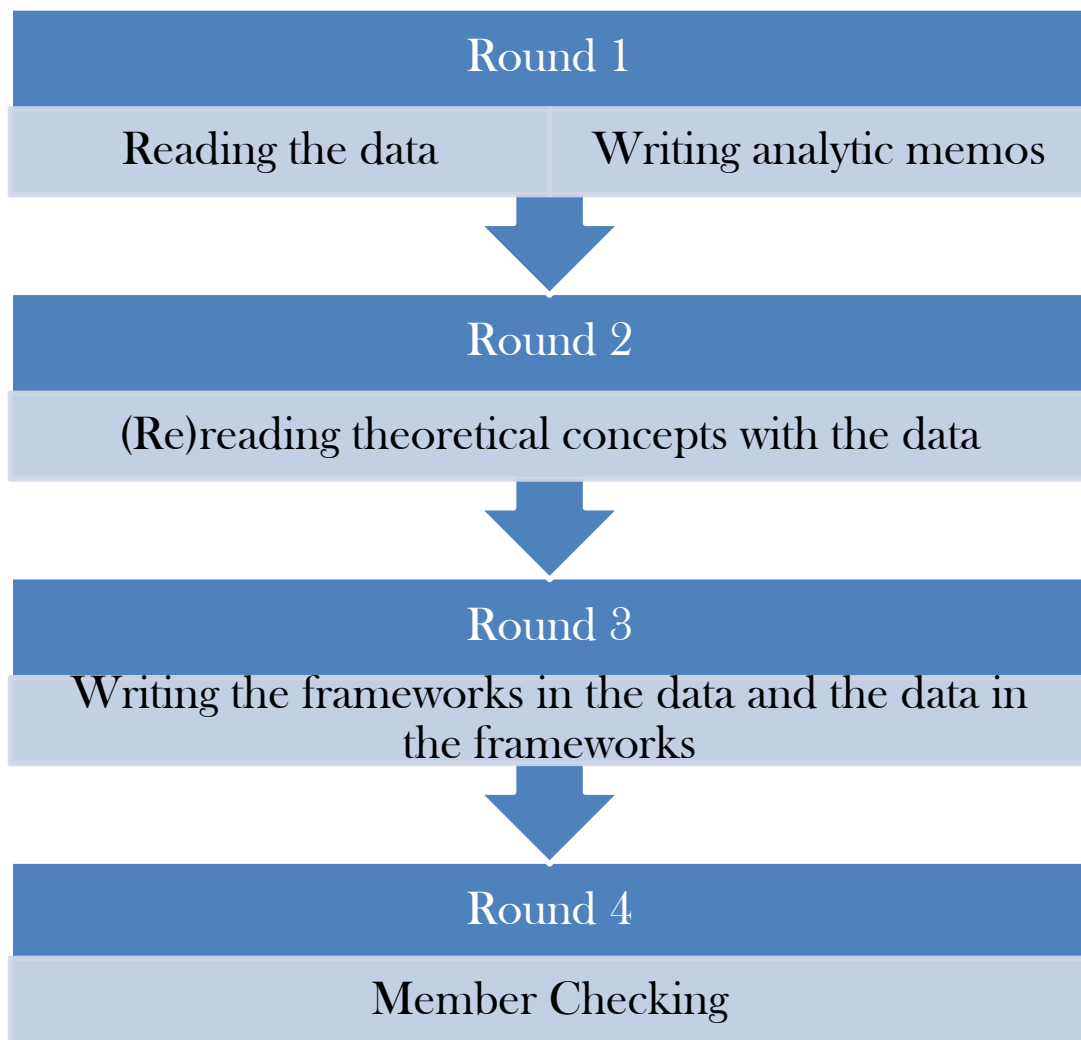 Round 1
Reading the data
Writing analytic memos
Round 2
(Re)reading theoretical concepts with the data
Round 3
Writing the frameworks in the data and the data in
the frameworks
Round 4
Member Checking